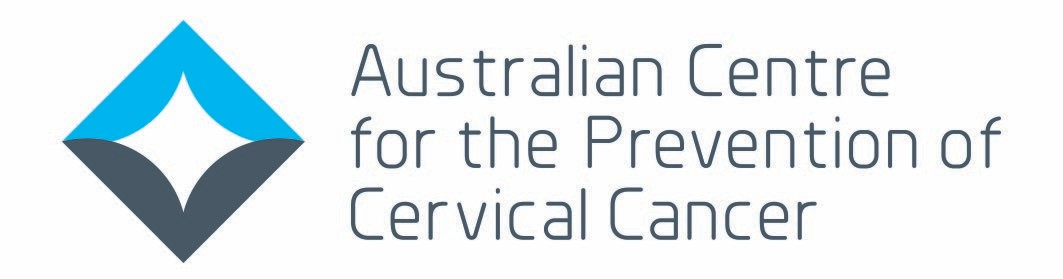 Australian Centre
for the Prevention of
Cervical Cancer